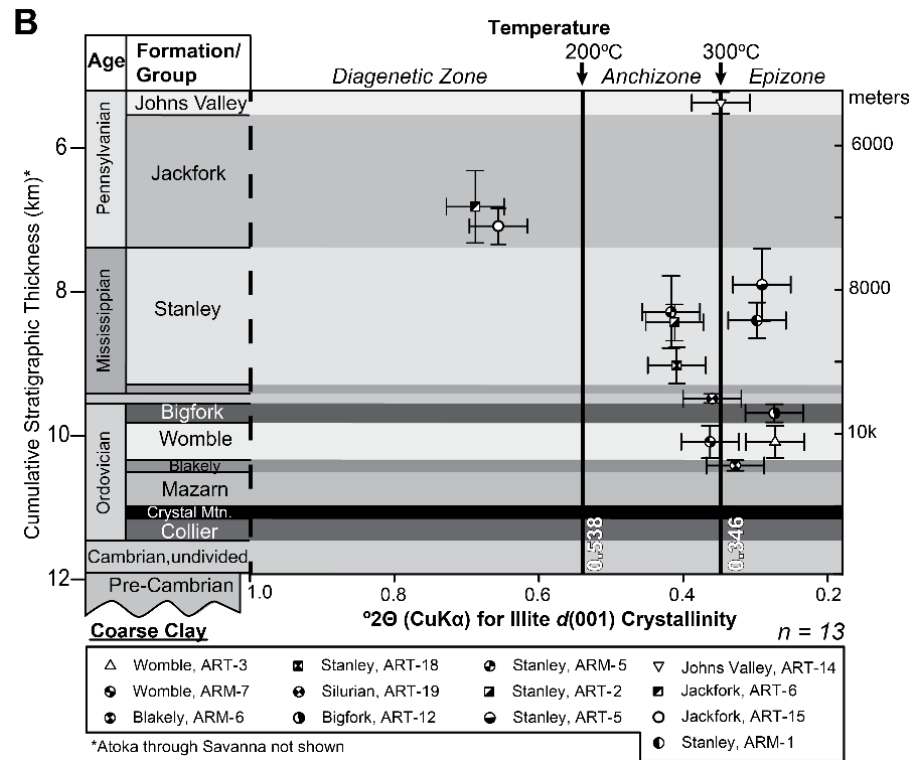 B
Temperature
200ºC 300ºC
Age Formation/ Group
Diagenetic Zone Anchizone Epizone
meters
Johns Valley
6 6000
Pennsylvanian
Jackfork
Cumulative Stratigraphic Thickness (km)*
8 8000
Mississippian
Stanley
Bigfork
10 Womble 10k
Ordovician
Blakely
Mazarn
Crystal Mtn.
Collier
0.538 0.346
Cambrian, undivided
12 Pre-Cambrian
1.0 0.8 0.6 0.4 0.2
º2Θ (CuKα) for Illite d(001) Crystallinity
Coarse Clay n = 13
Womble, ART-3 Stanley, ART-18 Stanley, ARM-5 Johns Valley, ART-14
Womble, ARM-7 Silurian, ART-19 Stanley, ART-2 Jackfork, ART-6
Blakely, ARM-6 Bigfork, ART-12 Stanley, ART-5 Jackfork, ART-15
Stanley, ARM-1
*Atoka through Savanna not shown